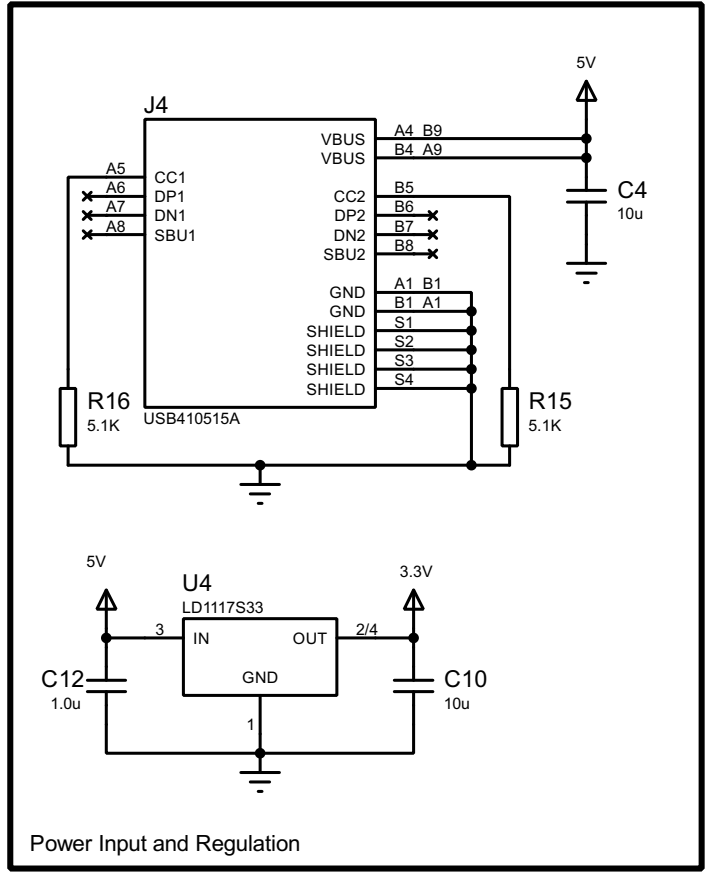 5V
J4
VBUS A4 B9
VBUS B4 A9
A5 CC1
A6 DP1
A7 DN1
A8 SBU1
CC2 B5
DP2 B6
DN2 B7
SBU2 B8
C4
10u
GND A1 B1
GND B1 A1
SHIELD S1
SHIELD S2
SHIELD S3
SHIELD S4
R16
5.1K
USB410515A
R15
5.1K
5V
U4
LD1117S33
3.3V
3 IN OUT 2/4
GND
C12
1.0u
C10
10u
1
Power Input and Regulation